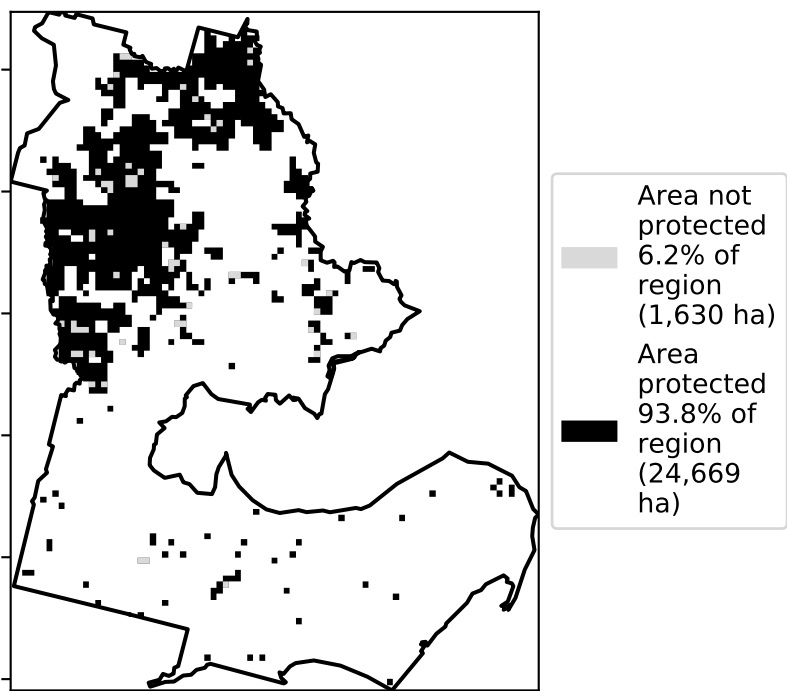 Area not
protected
6.2% of
region
(1,630 ha)
Area
protected
93.8% of
region
(24,669
ha)